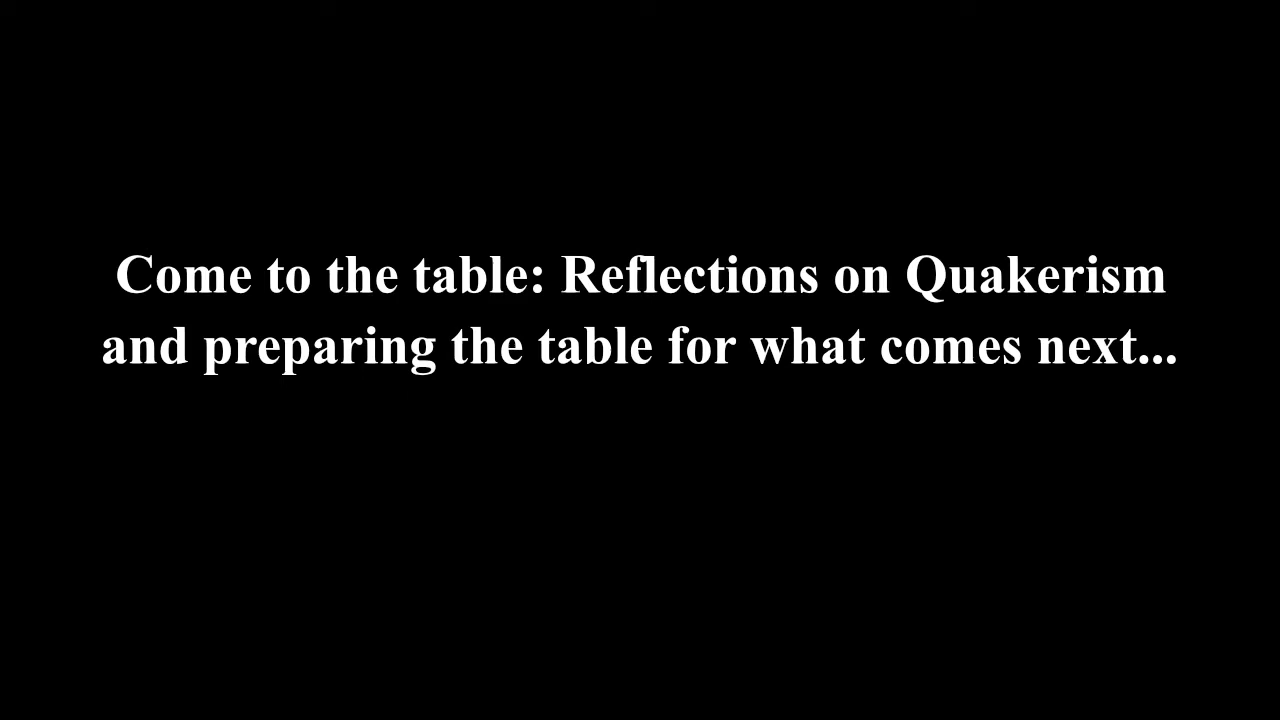 Come to the table: Reflections on Quakerism
and preparing the table for what comes next...